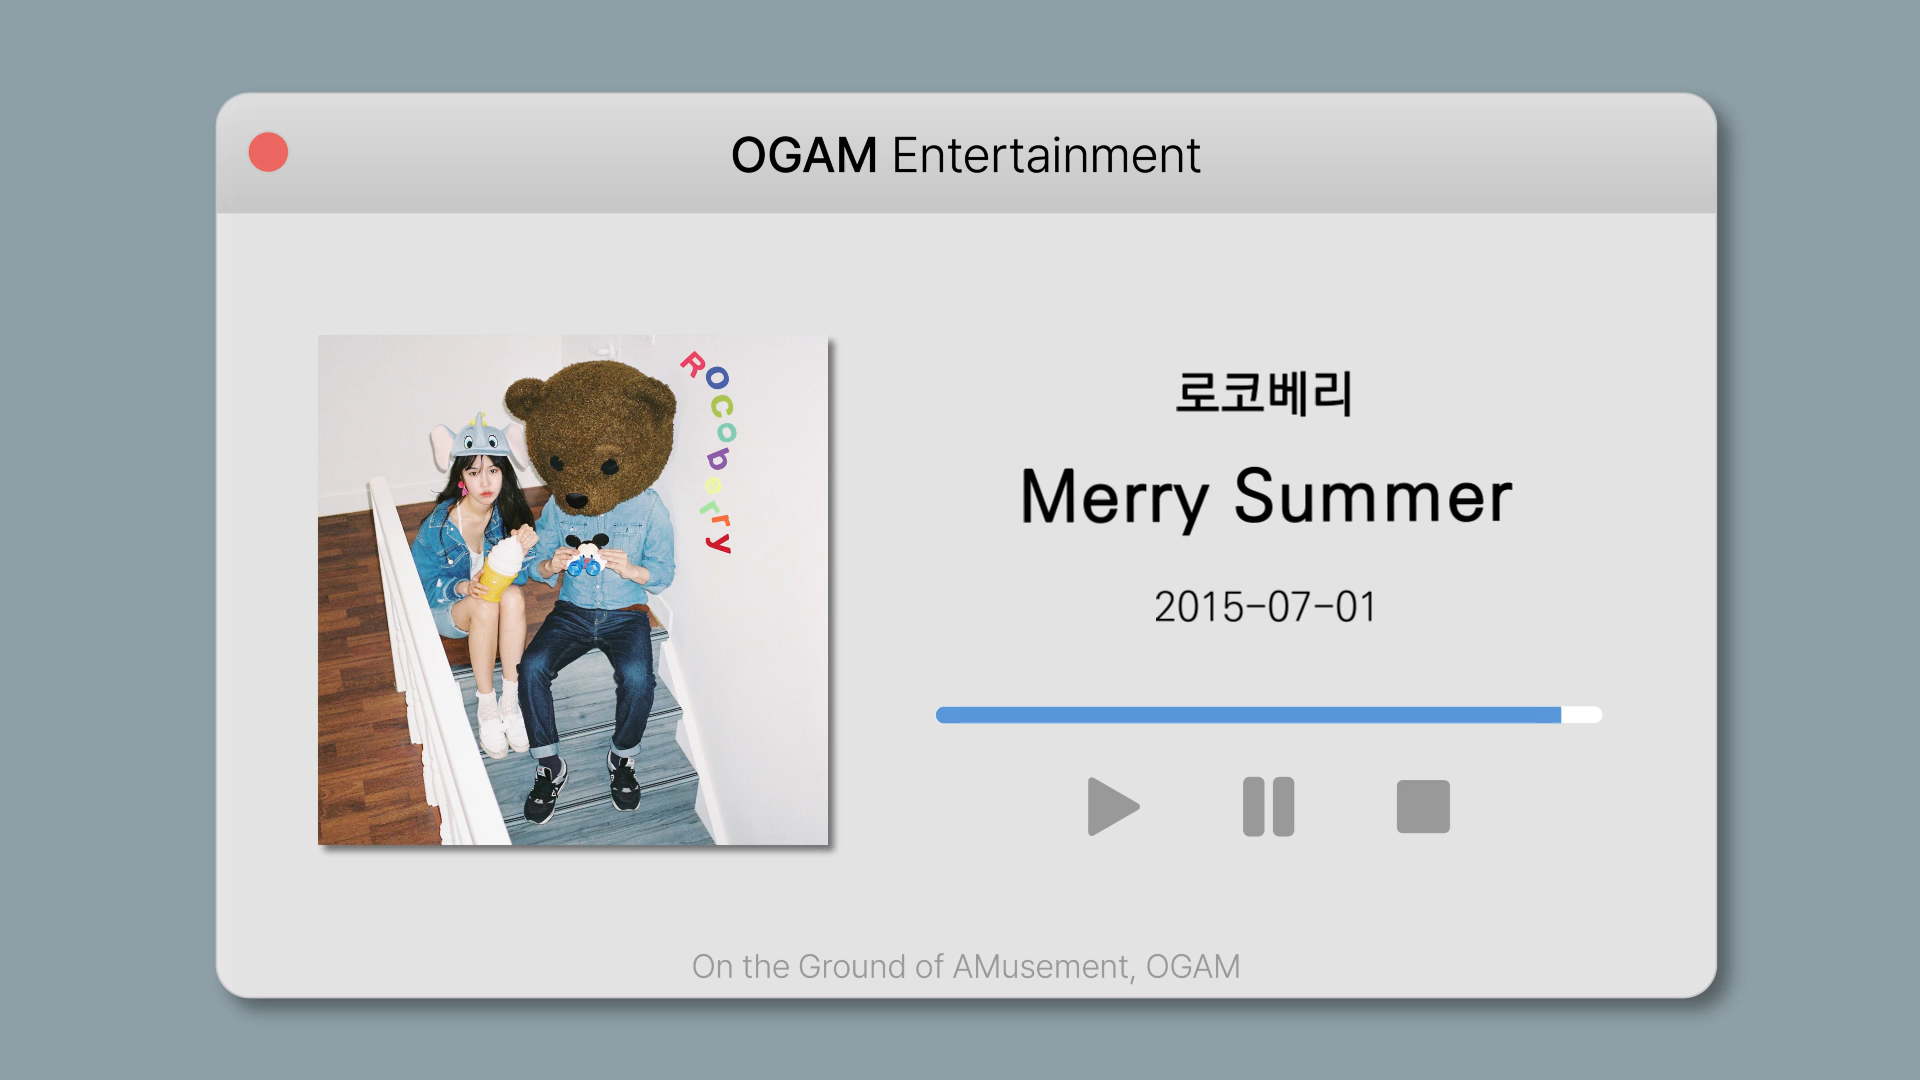 OGAM Entertainment
Rocoberry
로코베리
Merry Summer
2015-07-01
On the Ground of AMusement, OGAM